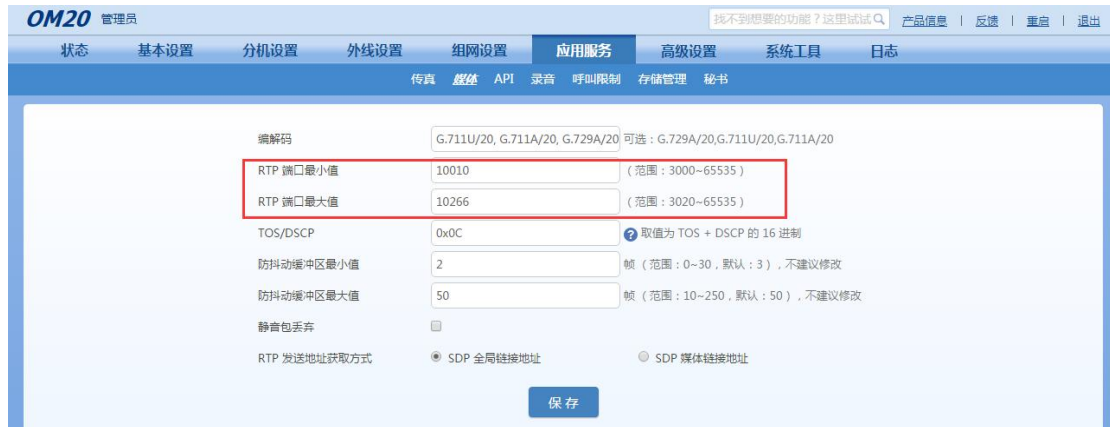 OM20 管理员 找不到想要的功能？这里试试 产品信息 | 反馈 | 重启 | 退出
状态 基本设置 分机设置 外线设置 组网设置 应用服务 高级设置 系统工具 日志
传真 媒体 API 录音 呼叫限制 存储管理 秘书
编解码 G.711U/20, G.711A/20, G.729A/20 可选：G.729A/20,G.711U/20,G.711A/20
RTP 端口最小值 10010 （范围：3000~65535）
RTP 端口最大值 10266 （范围：3020~65535）
TOS/DSCP 0x0C ? 取值为 TOS + DSCP 的 16 进制
防抖动缓冲区最小值 2 帧（范围：0~30，默认：3），不建议修改
防抖动缓冲区最大值 50 帧（范围：10~250，默认：50），不建议修改
静音包丢弃
RTP 发送地址获取方式 SDP 全局链接地址 SDP 媒体链接地址
保存